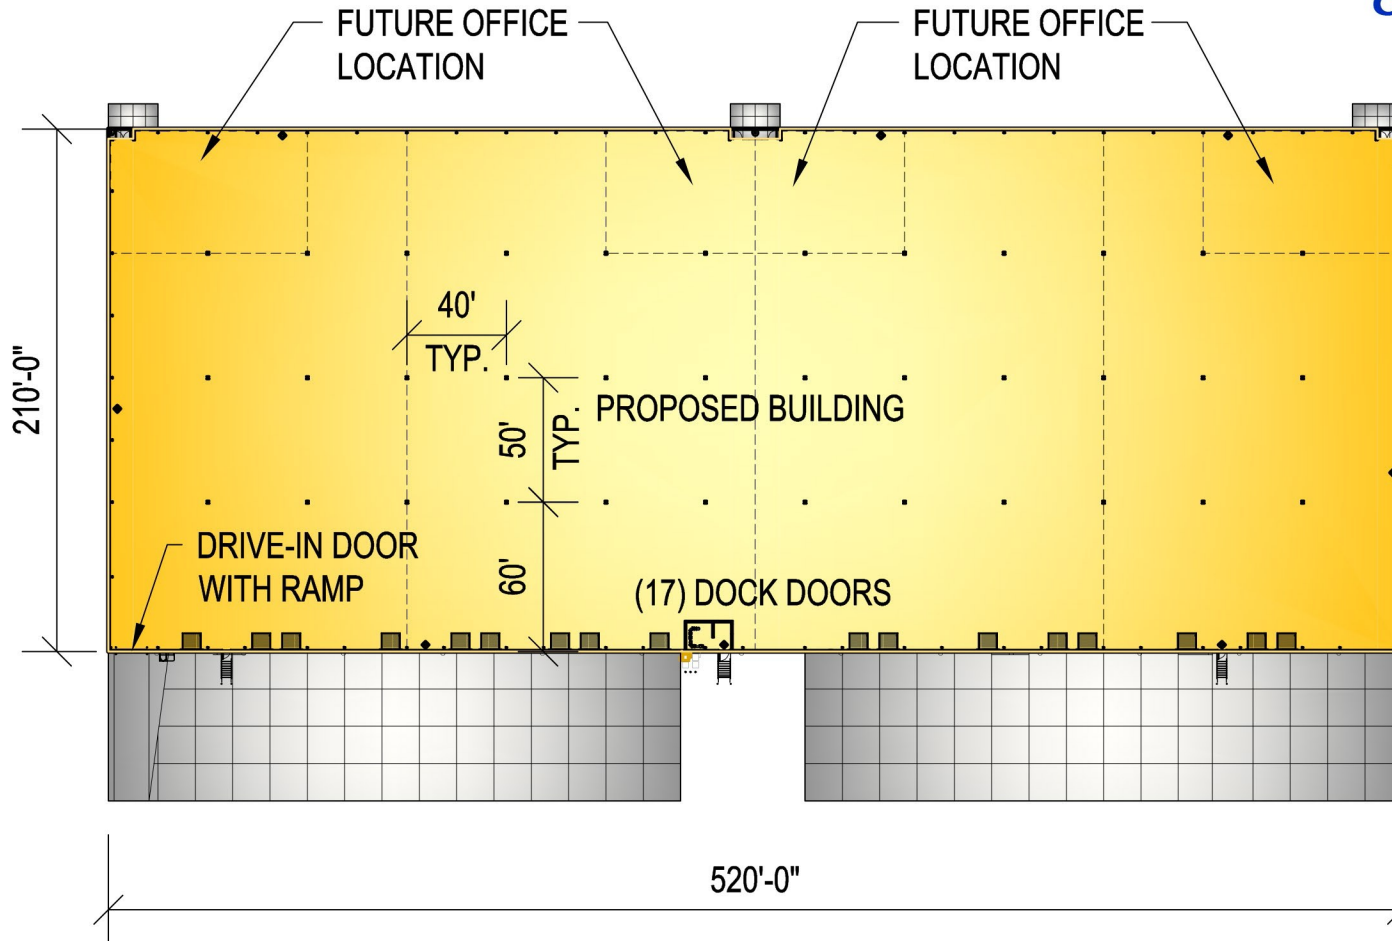 FUTURE OFFICE
LOCATION
FUTURE OFFICE
LOCATION
40'
TYP.
210'-0"
50'
TYP.
PROPOSED BUILDING
DRIVE-IN DOOR
WITH RAMP
60'
(17) DOCK DOORS
520'-0"